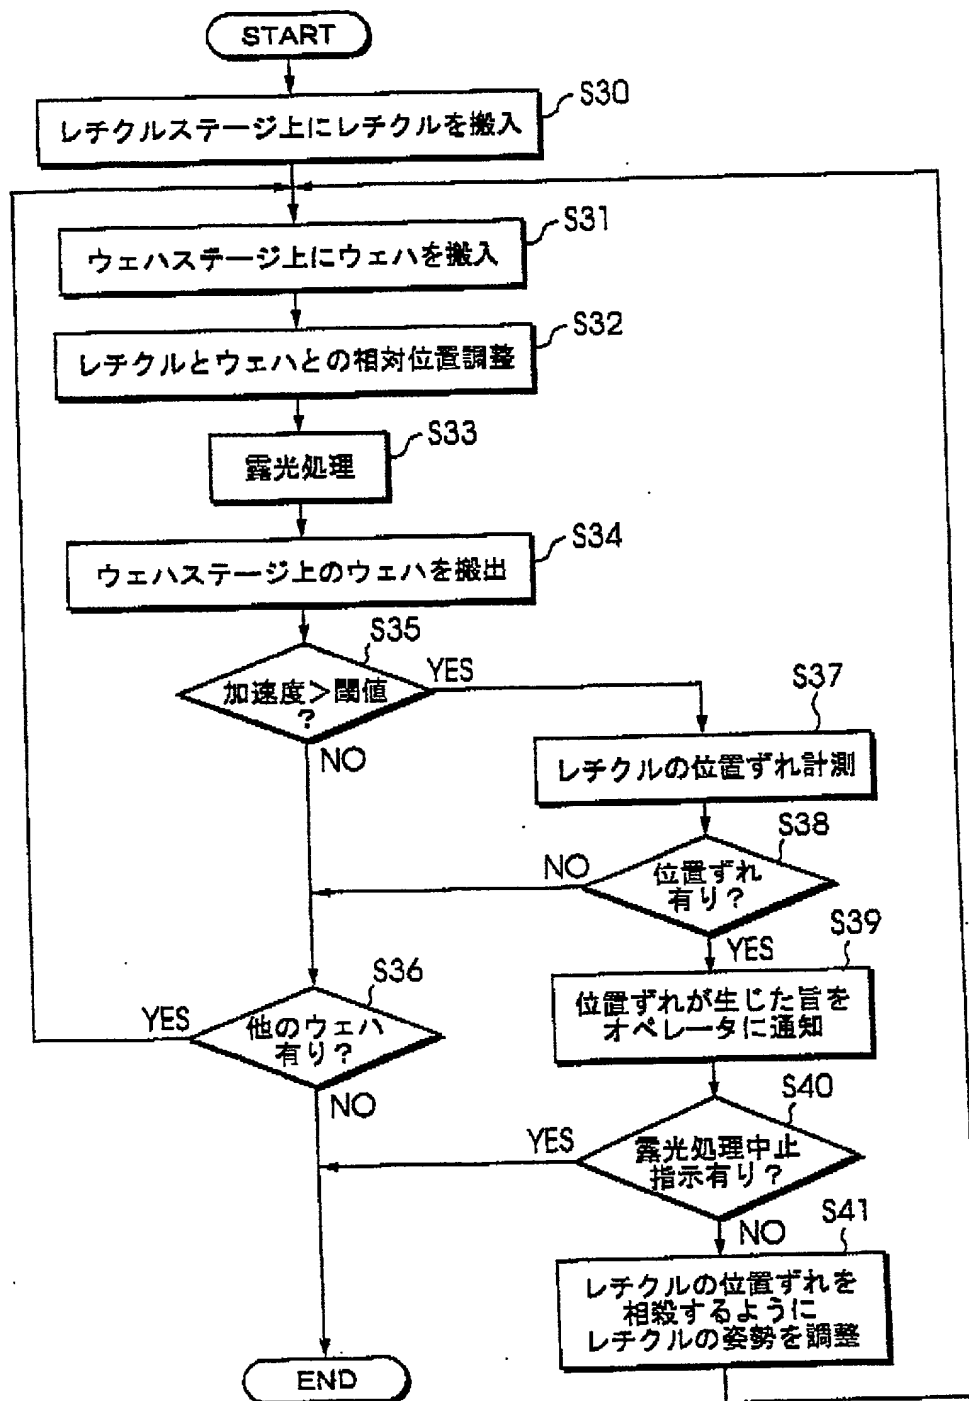 START
S30
レチクルステージ上にレチクルを搬入
S31
ウェハステージ上にウェハを搬入
S32
レチクルとウェハとの相対位置調整
S33
露光処理
S34
ウェハステージ上のウェハを搬出
S35
加速度>閾値
?
YES
NO
S37
レチクルの位置ずれ計測
S38
位置ずれ
有り?
NO
YES
S39
位置ずれが生じた旨を
オペレータに通知
S36
他のウェハ
有り?
YES
NO
S40
露光処理中止
指示有り?
YES
NO
S41
レチクルの位置ずれを
相殺するように
レチクルの姿勢を調整
END